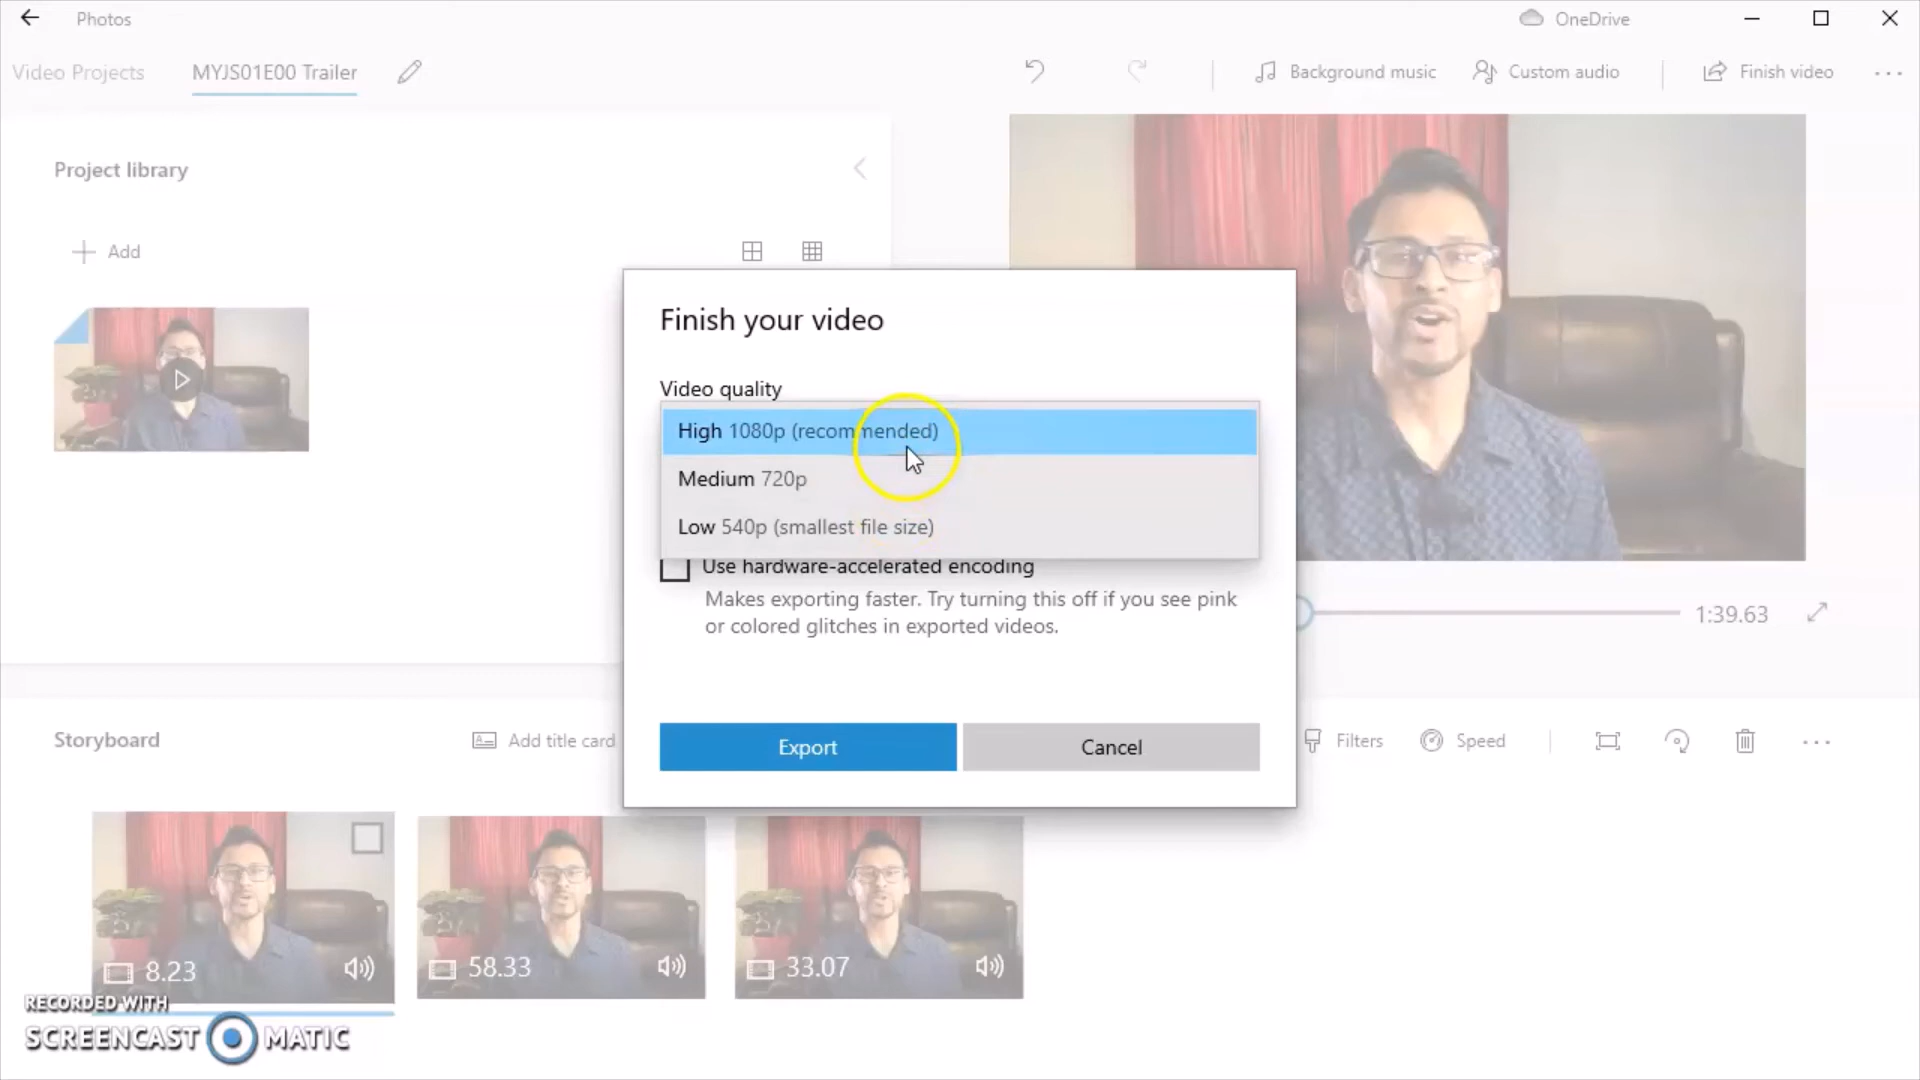 Photos
OneDrive
Video Projects
MYJS01E00 Trailer
Background music
Custom audio
Finish video
Project library
Add
Finish your video
Video quality
High 1080p (recommended)
Medium 720p
Low 540p (smallest file size)
Use hardware-accelerated encoding
Makes exporting faster. Try turning this off if you see pink
or colored glitches in exported videos.
1:39.63
Export
Cancel
Storyboard
Add title card
Filters
Speed
8.23
58.33
33.07
RECORDED WITH
SCREENCAST MATIC